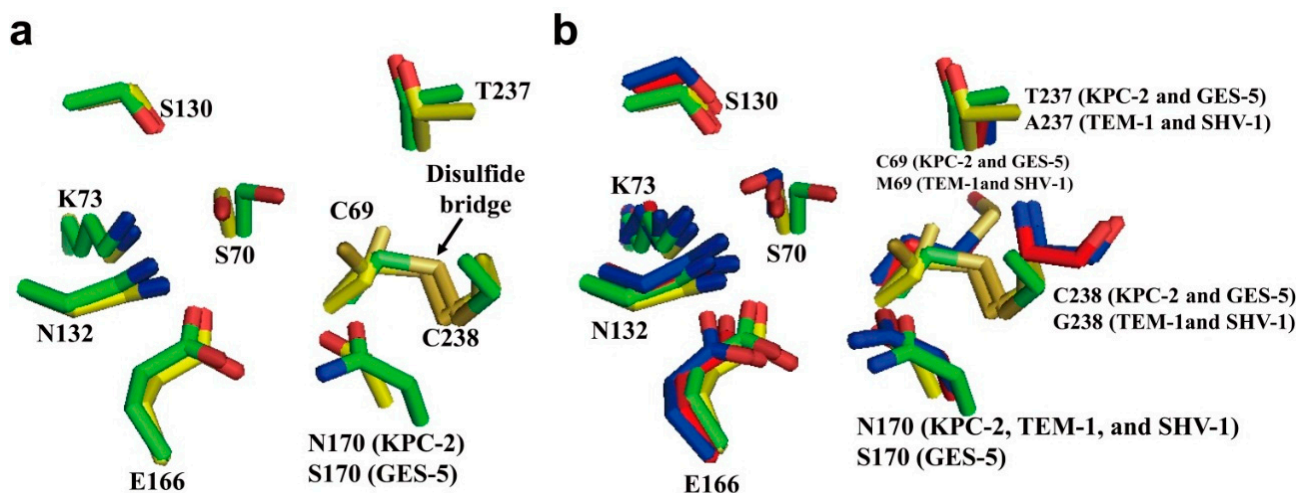 a
S130
T237
Disulfide
bridge
K73
C69
S70
N132
C238
N170 (KPC-2)
S170 (GES-5)
E166
b
S130
T237 (KPC-2 and GES-5)
A237 (TEM-1 and SHV-1)
C69 (KPC-2 and GES-5)
M69 (TEM-1and SHV-1)
K73
S70
C238 (KPC-2 and GES-5)
G238 (TEM-1and SHV-1)
N132
N170 (KPC-2, TEM-1, and SHV-1)
S170 (GES-5)
E166